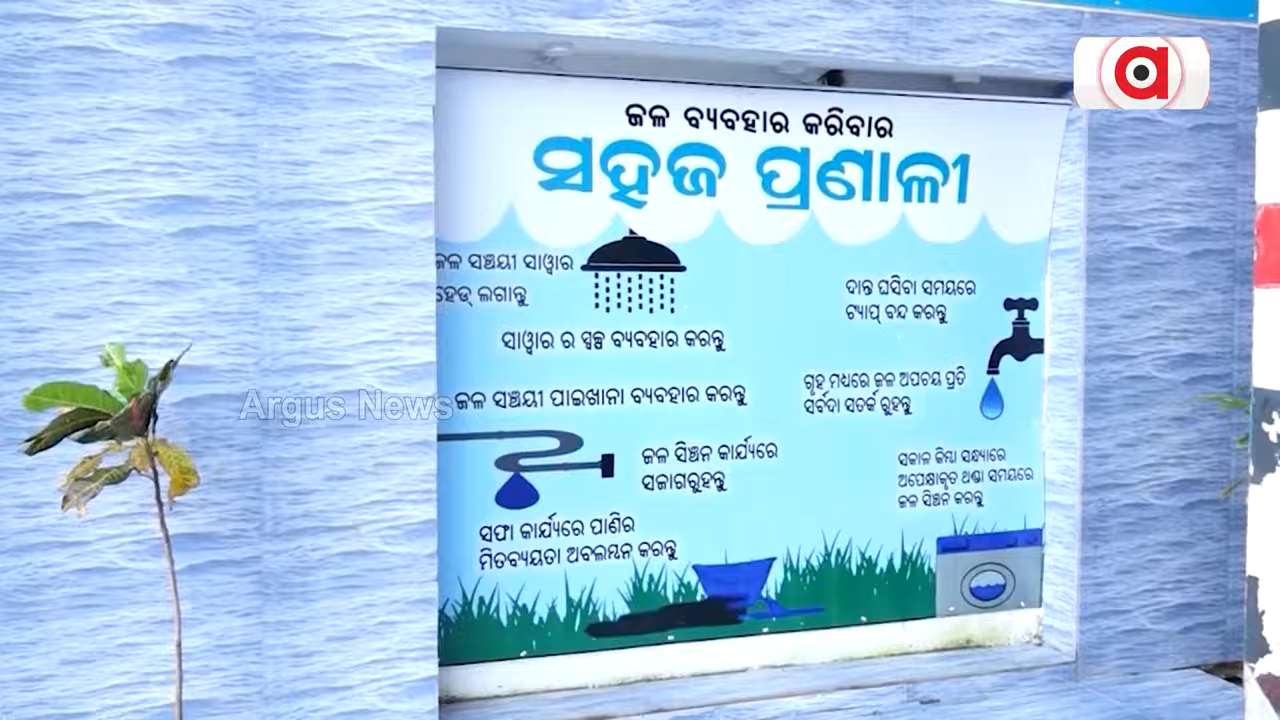 ଜଳ ବ୍ୟବହାର କରିବାର
ସହଜ ପ୍ରଣାଳୀ
ଜଳ ସଞ୍ଚୟୀ ସାୱାର
ହେଡ୍ ଲଗାନ୍ତୁ
ସାୱାର ର ସ୍ୱଳ୍ପ ବ୍ୟବହାର କରନ୍ତୁ
ଜଳ ସଞ୍ଚୟୀ ପାଇଖାନା ବ୍ୟବହାର କରନ୍ତୁ
ଜଳ ସିଞ୍ଚନ କାର୍ଯ୍ୟରେ
ସଜାଗରୁହନ୍ତୁ
ସଫା କାର୍ଯ୍ୟରେ ପାଣିର
ମିତବ୍ୟୟତା ଅବଲମ୍ବନ କରନ୍ତୁ
ଦାନ୍ତ ଘସିବା ସମୟରେ
ଟ୍ୟାପ୍ ବନ୍ଦ କରନ୍ତୁ
ଗୃହ ମଧ୍ୟରେ ଜଳ ଅପଚୟ ପ୍ରତି
ସର୍ବଦା ସତର୍କ ରୁହନ୍ତୁ
ସକାଳ କିମ୍ବା ସନ୍ଧ୍ୟାରେ
ଅପେକ୍ଷାକୃତ ଥଣ୍ଡା ସମୟରେ
ଜଳ ସିଞ୍ଚନ କରନ୍ତୁ
Argus News
a